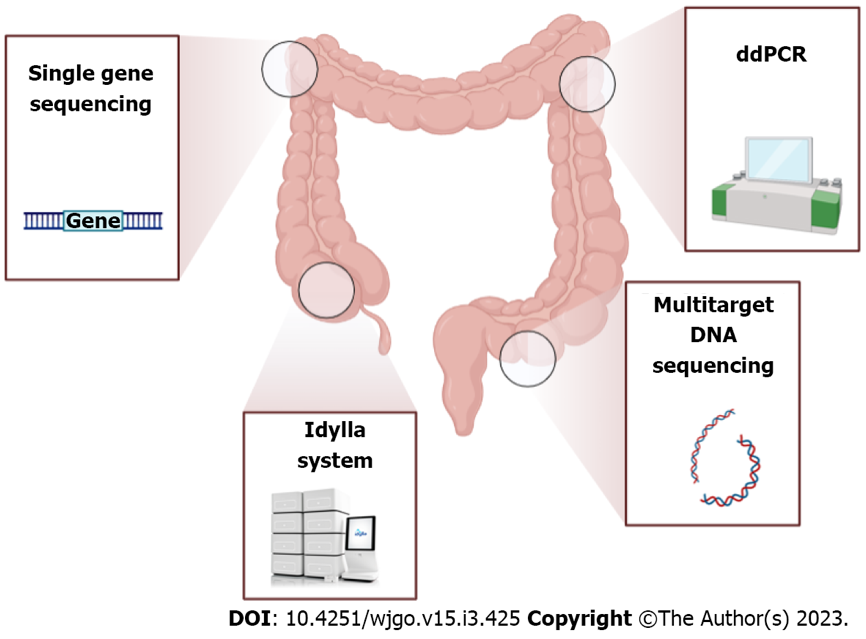 Single gene
sequencing
Gene
ddPCR
Multitarget
DNA
sequencing
Idylla
system
DOI: 10.4251/wjgo.v15.i3.425 Copyright ©The Author(s) 2023.